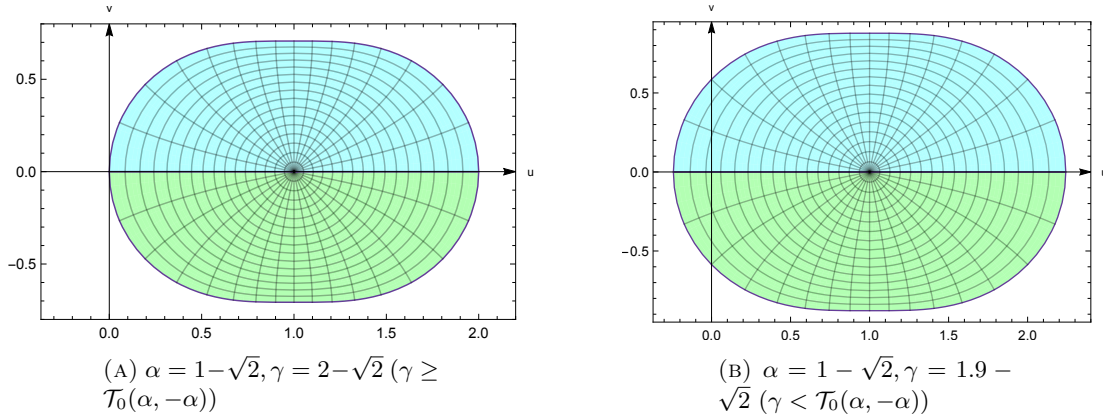 v
0.5
0.0
u
−0.5
0.0 0.5 1.0 1.5 2.0
(A) α = 1−√2, γ = 2−√2 (γ ≥
𝒯₀(α, −α))
v
0.5
0.0
u
−0.5
0.0 0.5 1.0 1.5 2.0
(B) α = 1 − √2, γ = 1.9 −
√2 (γ < 𝒯₀(α, −α))